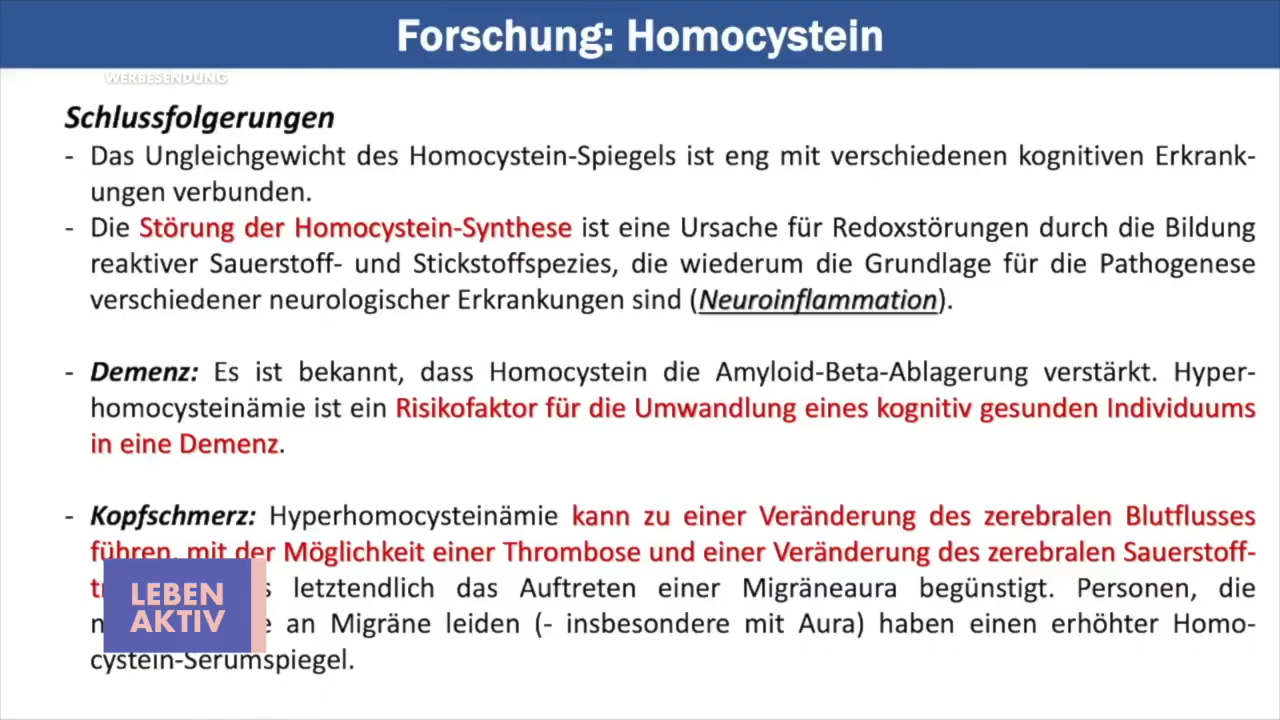 Forschung: Homocystein
WERBESENDUNG
Schlussfolgerungen
- Das Ungleichgewicht des Homocystein-Spiegels ist eng mit verschiedenen kognitiven Erkrank-
ungen verbunden.
- Die Störung der Homocystein-Synthese ist eine Ursache für Redoxstörungen durch die Bildung
reaktiver Sauerstoff- und Stickstoffspezies, die wiederum die Grundlage für die Pathogenese
verschiedener neurologischer Erkrankungen sind (Neuroinflammation).
- Demenz: Es ist bekannt, dass Homocystein die Amyloid-Beta-Ablagerung verstärkt. Hyper-
homocysteinämie ist ein Risikofaktor für die Umwandlung eines kognitiv gesunden Individuums
in eine Demenz.
- Kopfschmerz: Hyperhomocysteinämie kann zu einer Veränderung des zerebralen Blutflusses
führen, mit der Möglichkeit einer Thrombose und einer Veränderung des zerebralen Sauerstoff-
letztendlich das Auftreten einer Migräneaura begünstigt. Personen, die
an Migräne leiden (- insbesondere mit Aura) haben einen erhöhter Homo-
cystein-Serumspiegel.
LEBEN
AKTIV